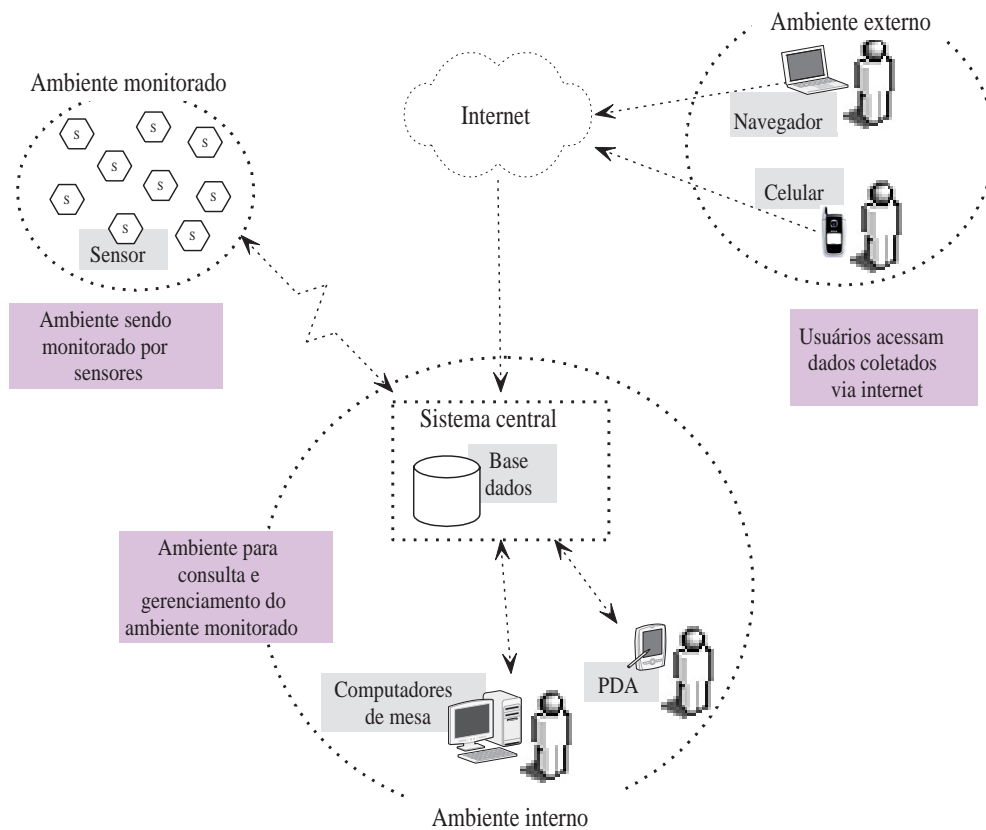 Ambiente externo
Ambiente monitorado
Internet
Navegador
Celular
S
S
S
S
S
S
S
S
S
S
Sensor
Ambiente sendo
monitorado por
sensores
Usuários acessam
dados coletados
via internet
Sistema central
Base
dados
Ambiente para
consulta e
gerenciamento do
ambiente monitorado
Computadores
de mesa
PDA
Ambiente interno